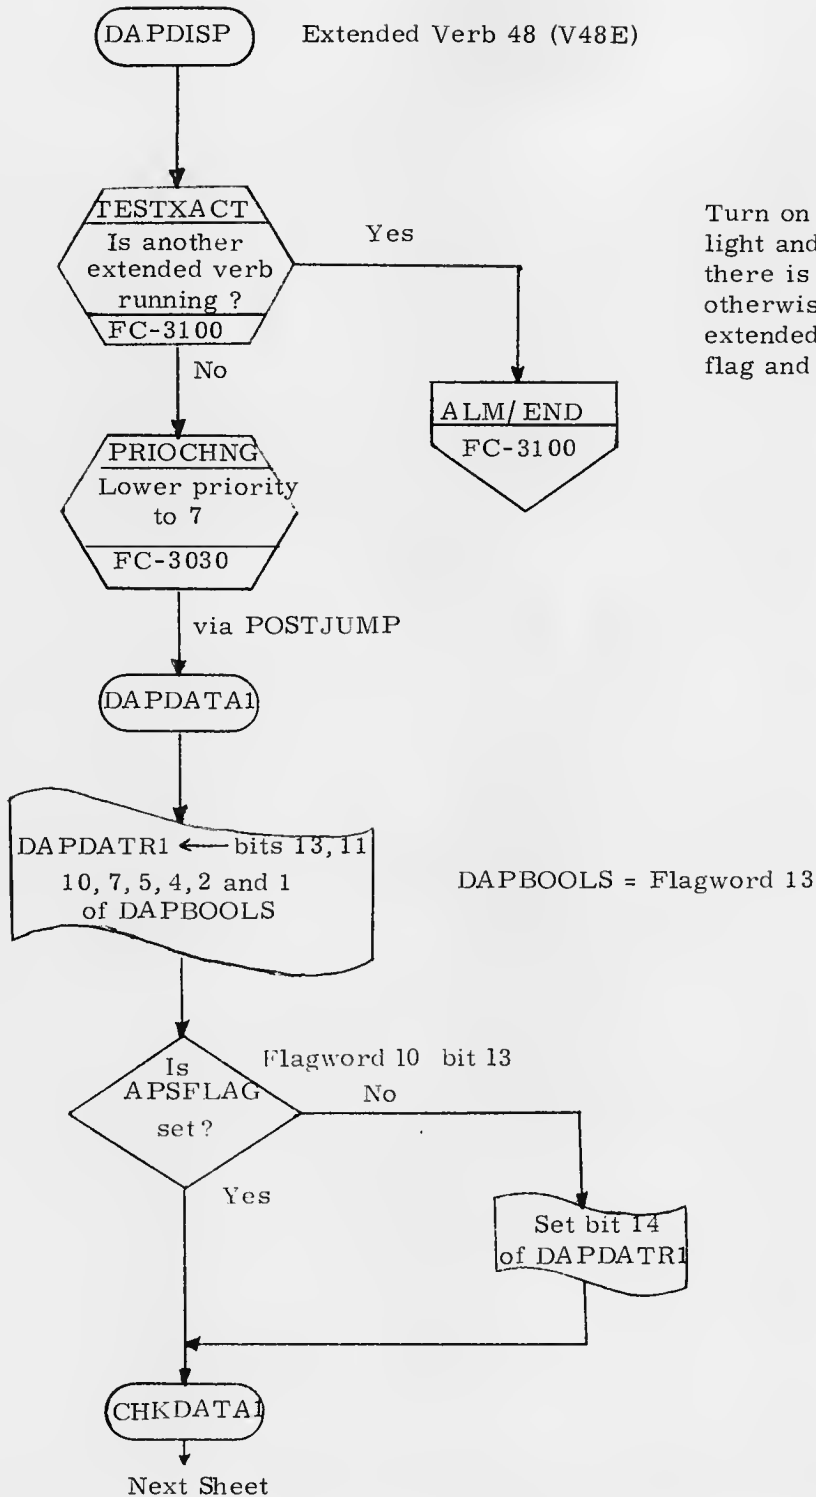 DAPDISP
Extended Verb 48 (V48E)
TESTXACT
Is another
extended verb
running ?
FC-3100
Yes
No
Turn on
light and
there is
otherwis
extended
flag and
ALM/END
FC-3100
PRIOCHNG
Lower priority
to 7
FC-3030
via POSTJUMP
DAPDATA1
DAPDATR1 ← bits 13, 11
10, 7, 5, 4, 2 and 1
of DAPBOOLS
DAPBOOLS = Flagword 13
Is
APSFLAG
set?
Flagword 10 bit 13
No
Yes
Set bit 14
of DAPDATR1
CHKDATA1
Next Sheet